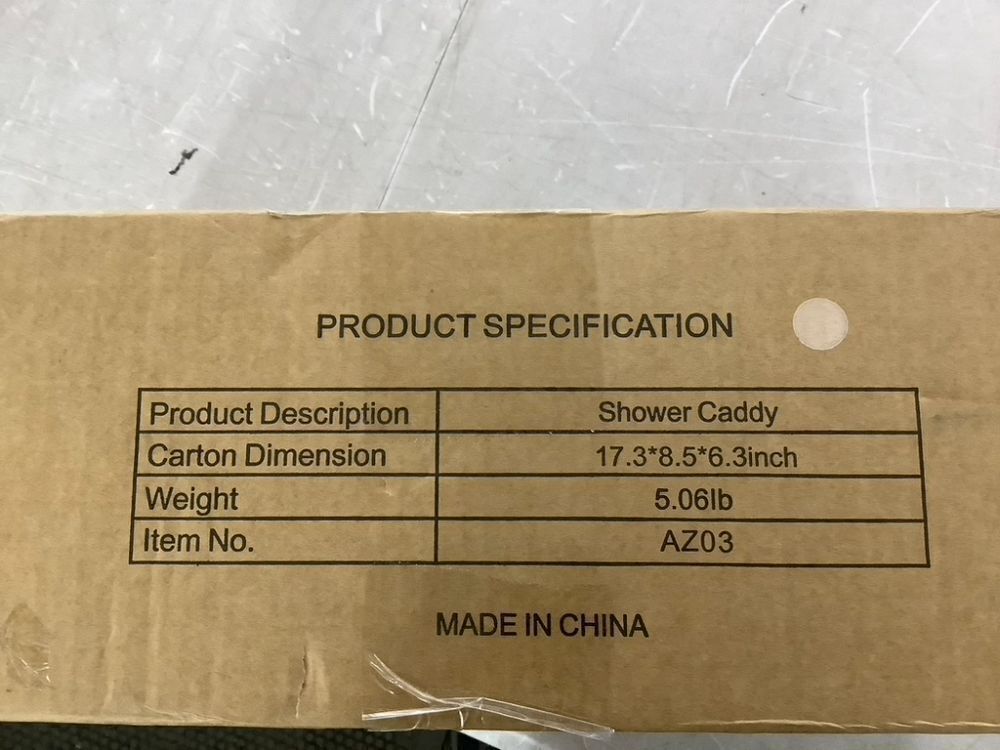 PRODUCT SPECIFICATION
Product Description Shower Caddy
Carton Dimension 17.3*8.5*6.3inch
Weight 5.06lb
Item No. AZ03
MADE IN CHINA